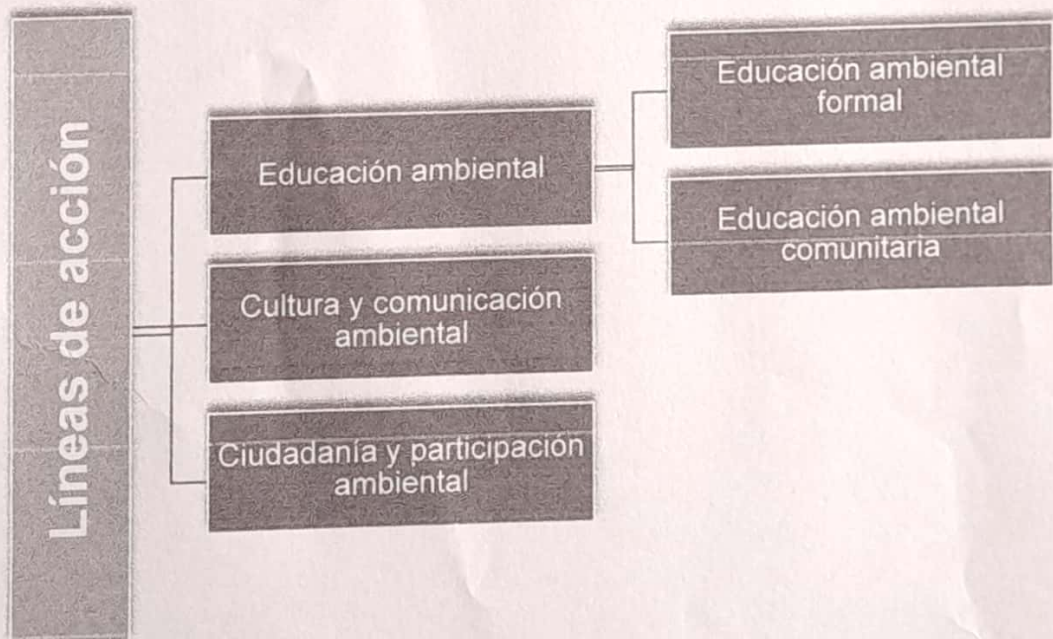 Líneas de acción
Educación ambiental
Cultura y comunicación
ambiental
Ciudadanía y participación
ambiental
Educación ambiental
formal
Educación ambiental
comunitaria